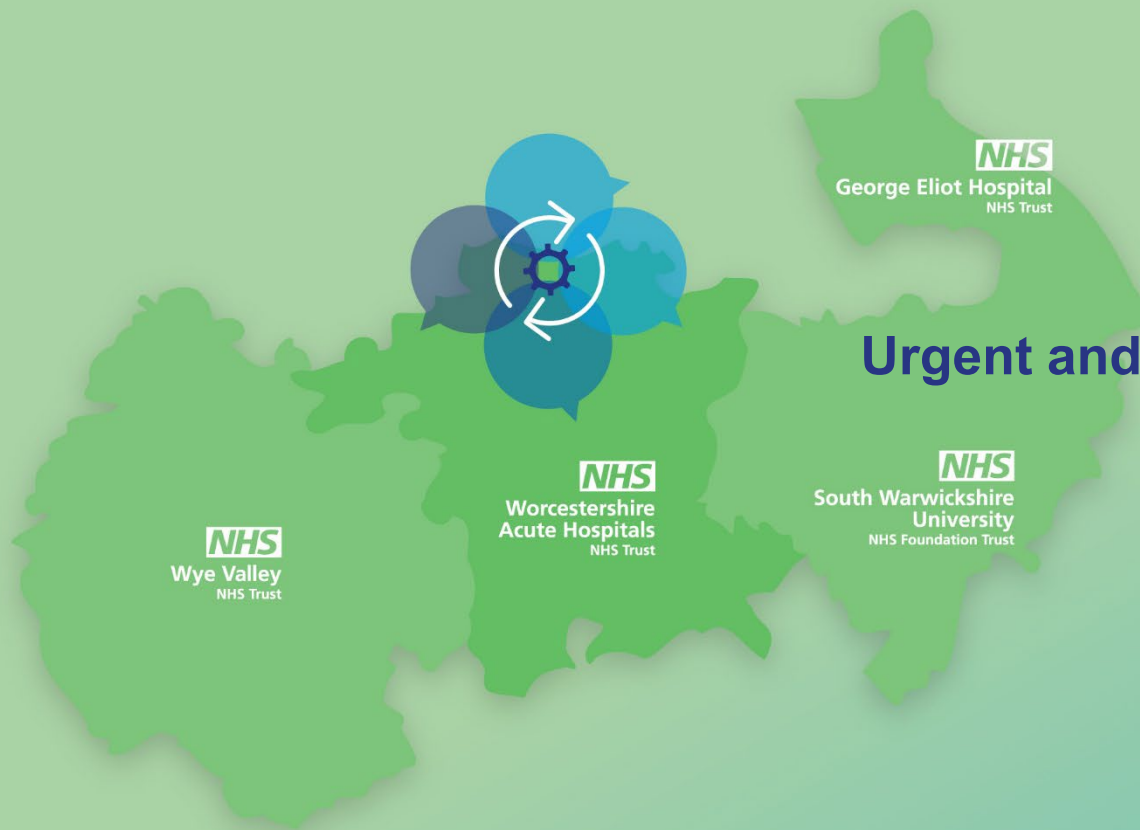 NHS
George Eliot Hospital
NHS Trust
Urgent and
NHS
Worcestershire
Acute Hospitals
NHS Trust
NHS
South Warwickshire
University
NHS Foundation Trust
NHS
Wye Valley
NHS Trust